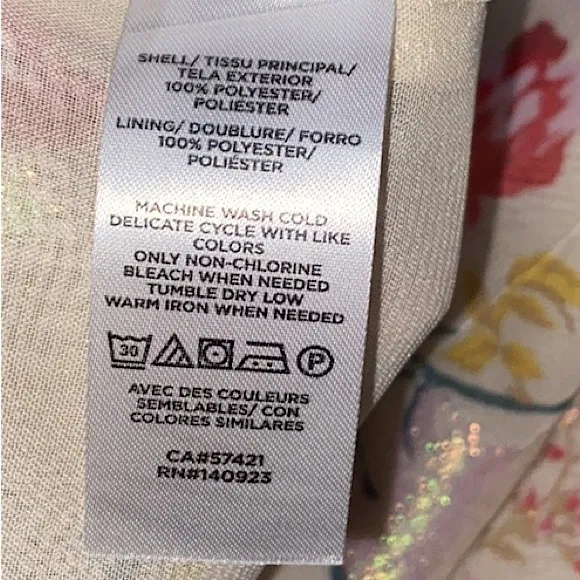 SHELL/ TISSU PRINCIPAL/
TELA EXTERIOR
100% POLYESTER/
POLIÉSTER
LINING/ DOUBLURE/ FORRO
100% POLYESTER/
POLIÉSTER
MACHINE WASH COLD
DELICATE CYCLE WITH LIKE
COLORS
ONLY NON-CHLORINE
BLEACH WHEN NEEDED
TUMBLE DRY LOW
WARM IRON WHEN NEEDED
30 P
AVEC DES COULEURS
SEMBLABLES/ CON
COLORES SIMILARES
CA#57421
RN#140923